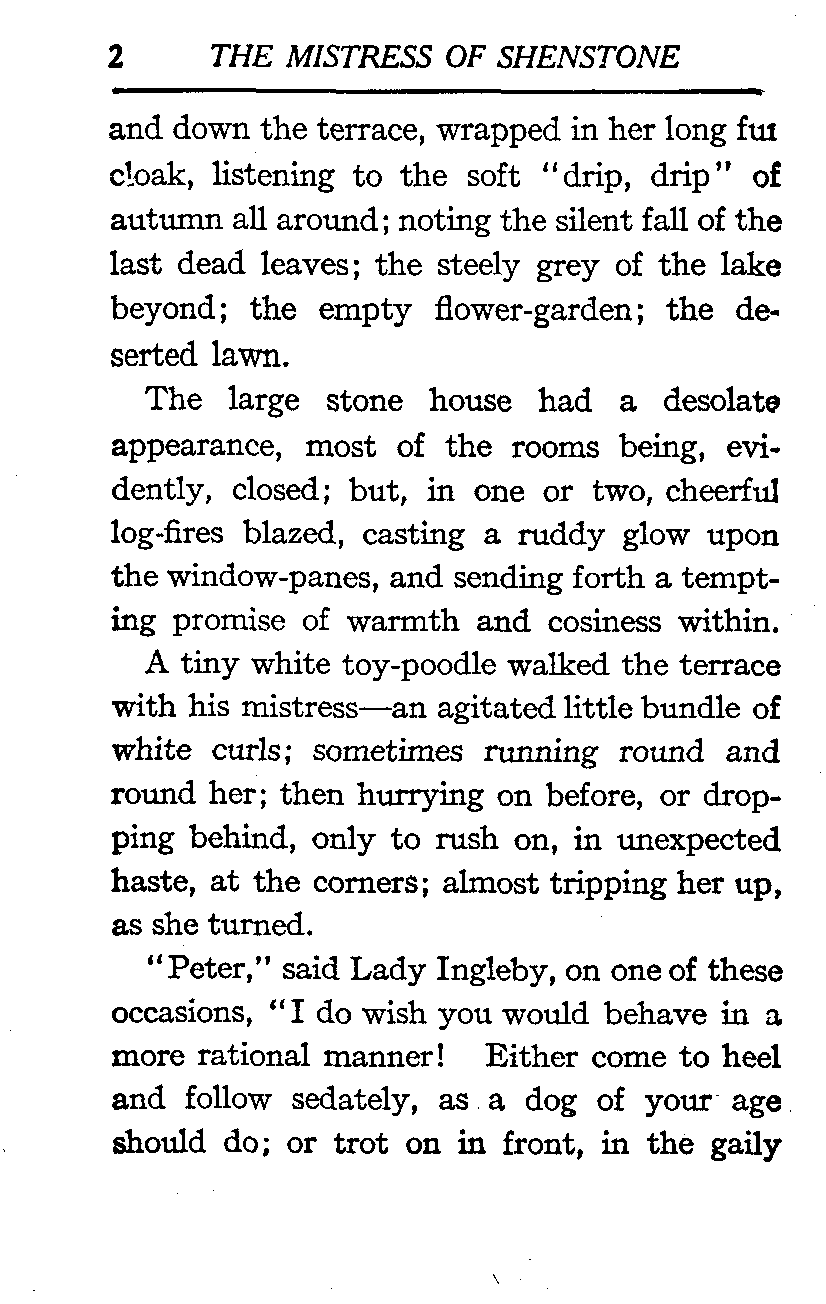 2 THE MISTRESS OF SHENSTONE
and down the terrace, wrapped in her long fur
cloak, listening to the soft "drip, drip" of
autumn all around; noting the silent fall of the
last dead leaves; the steely grey of the lake
beyond; the empty flower-garden; the de-
serted lawn.
The large stone house had a desolate
appearance, most of the rooms being, evi-
dently, closed; but, in one or two, cheerful
log-fires blazed, casting a ruddy glow upon
the window-panes, and sending forth a tempt-
ing promise of warmth and cosiness within.
A tiny white toy-poodle walked the terrace
with his mistress—an agitated little bundle of
white curls; sometimes running round and
round her; then hurrying on before, or drop-
ping behind, only to rush on, in unexpected
haste, at the corners; almost tripping her up,
as she turned.
"Peter," said Lady Ingleby, on one of these
occasions, "I do wish you would behave in a
more rational manner! Either come to heel
and follow sedately, as a dog of your age
should do; or trot on in front, in the gaily